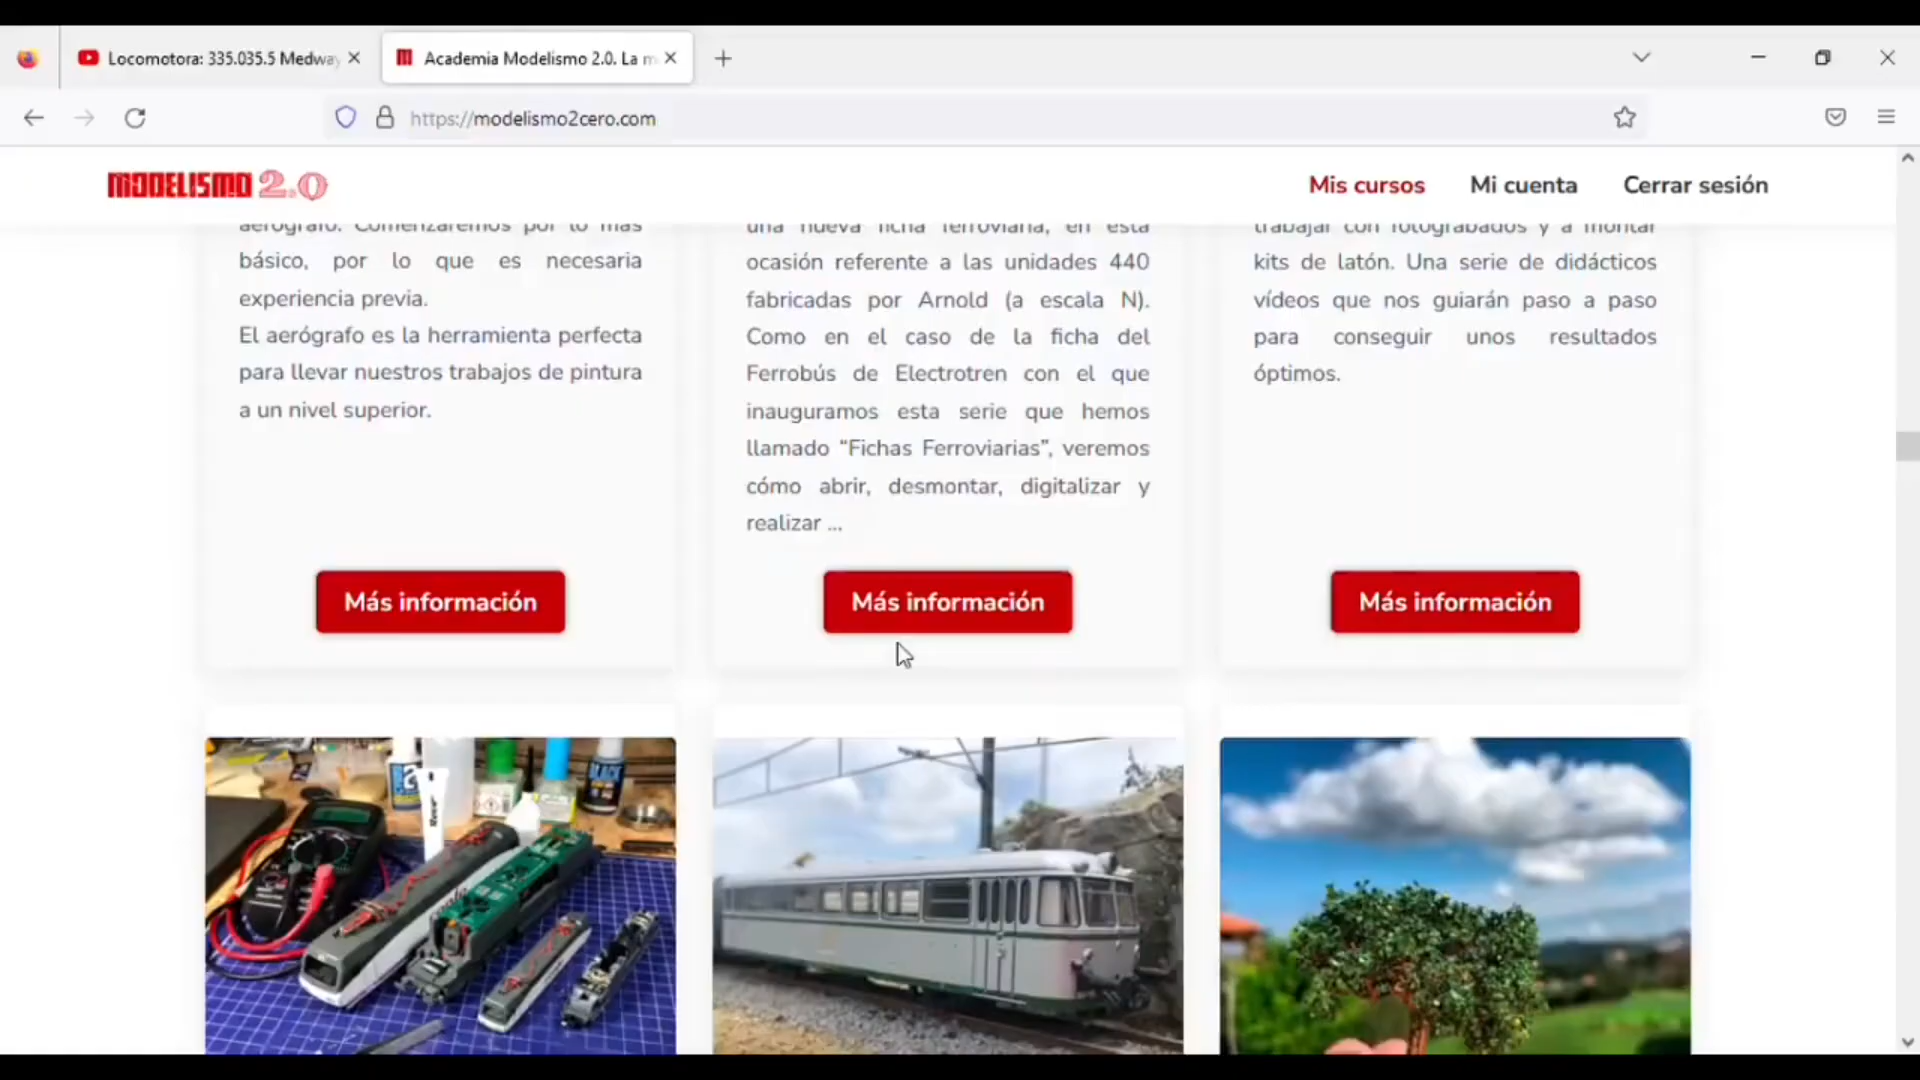 Locomotora: 335.035.5 Medway
Academia Modelismo 2.0. La m
https://modelismo2cero.com
MODELISMO 2.0
Mis cursos
Mi cuenta
Cerrar sesión
aerógrafo. Comenzaremos por lo más
básico, por lo que es necesaria
experiencia previa.
El aerógrafo es la herramienta perfecta
para llevar nuestros trabajos de pintura
a un nivel superior.
Más información
una nueva ficha ferroviaria, en esta
ocasión referente a las unidades 440
fabricadas por Arnold (a escala N).
Como en el caso de la ficha del
Ferrobús de Electrotren con el que
inauguramos esta serie que hemos
llamado “Fichas Ferroviarias”, veremos
cómo abrir, desmontar, digitalizar y
realizar ...
Más información
trabajar con fotograbados y a montar
kits de latón. Una serie de didácticos
vídeos que nos guiarán paso a paso
para conseguir unos resultados
óptimos.
Más información